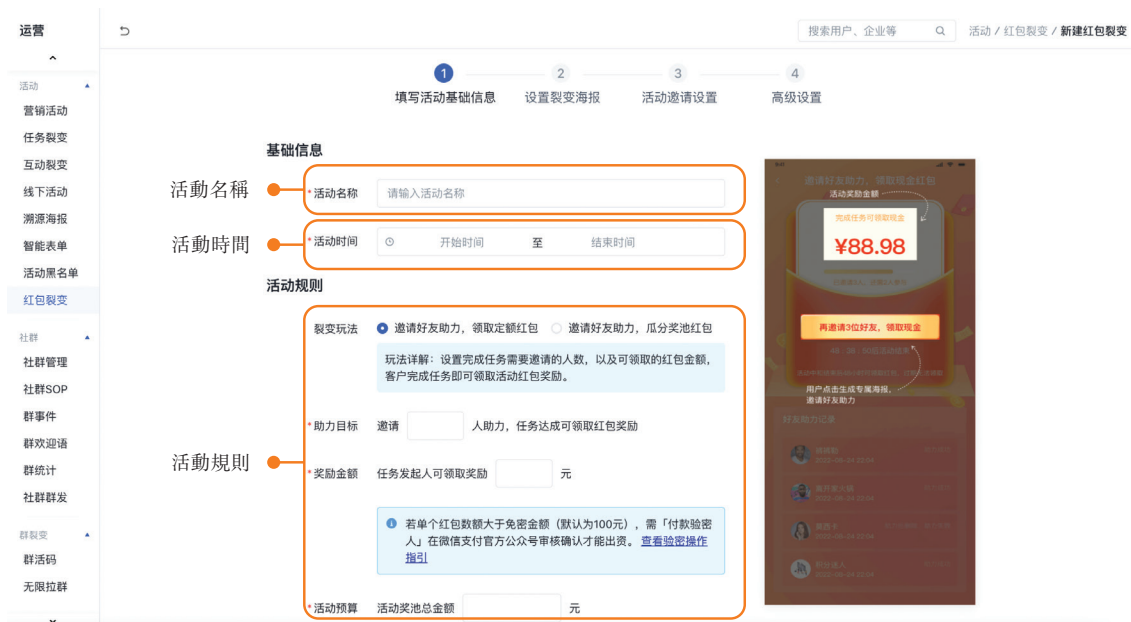 运营
搜索用户、企业等
活动 / 红包裂变 / 新建红包裂变
活动
营销活动
任务裂变
互动裂变
线下活动
溯源海报
智能表单
活动黑名单
红包裂变
社群
社群管理
社群SOP
群事件
群欢迎语
群统计
社群群发
群裂变
群活码
无限拉群
1
2
3
4
填写活动基础信息
设置裂变海报
活动邀请设置
高级设置
基础信息
活動名稱
*活动名称 请输入活动名称
活動時間
*活动时间 开始时间 至 结束时间
活动规则
活動規則
裂变玩法 邀请好友助力，领取定额红包 邀请好友助力，瓜分奖池红包
玩法详解：设置完成任务需要邀请的人数，以及可领取的红包金额，
客户完成任务即可领取活动红包奖励。
*助力目标 邀请 人助力，任务达成可领取红包奖励
*奖励金额 任务发起人可领取奖励 元
若单个红包数额大于免密金额（默认为100元），需「付款验密
人」在微信支付官方公众号审核确认才能出资。 查看验密操作
指引
*活动预算 活动奖池总金额 元
邀请好友助力，领取现金红包
活动奖励金额
完成任务可领取现金
¥88.98
再邀请3位好友，领取现金
用户点击生成专属海报，
邀请好友助力
好友助力记录